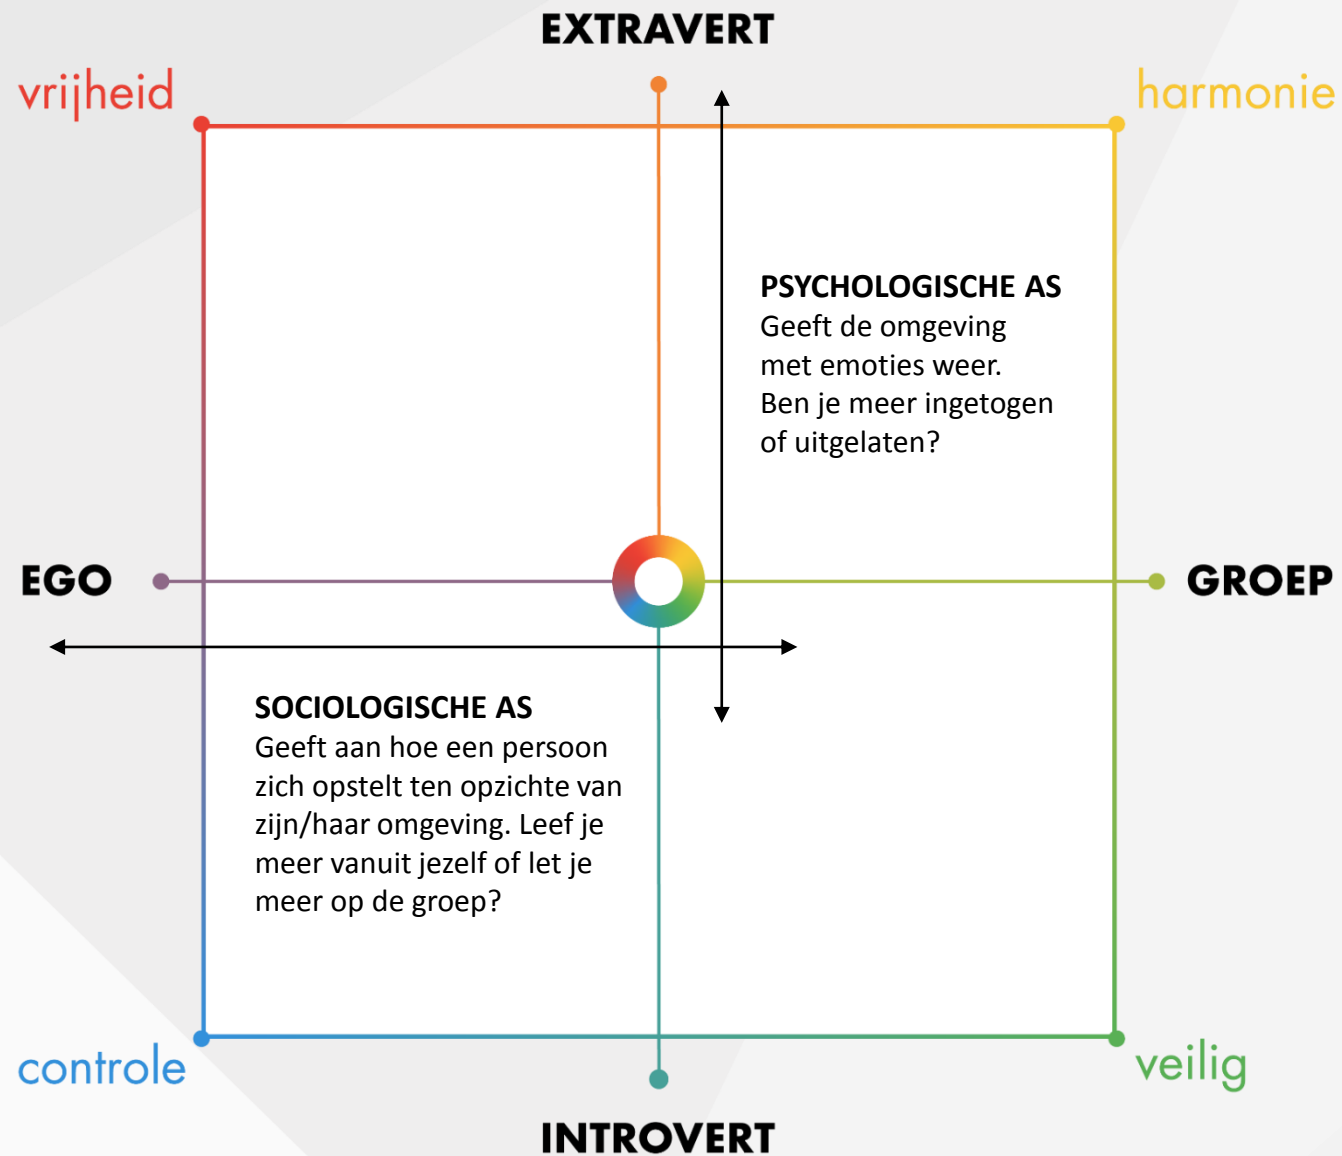 EXTRAVERT
vrijheid
harmonie
PSYCHOLOGISCHE AS
Geeft de omgeving
met emoties weer.
Ben je meer ingetogen
of uitgelaten?
EGO
GROEP
SOCIOLOGISCHE AS
Geeft aan hoe een persoon
zich opstelt ten opzichte van
zijn/haar omgeving. Leef je
meer vanuit jezelf of let je
meer op de groep?
controle
veilig
INTROVERT